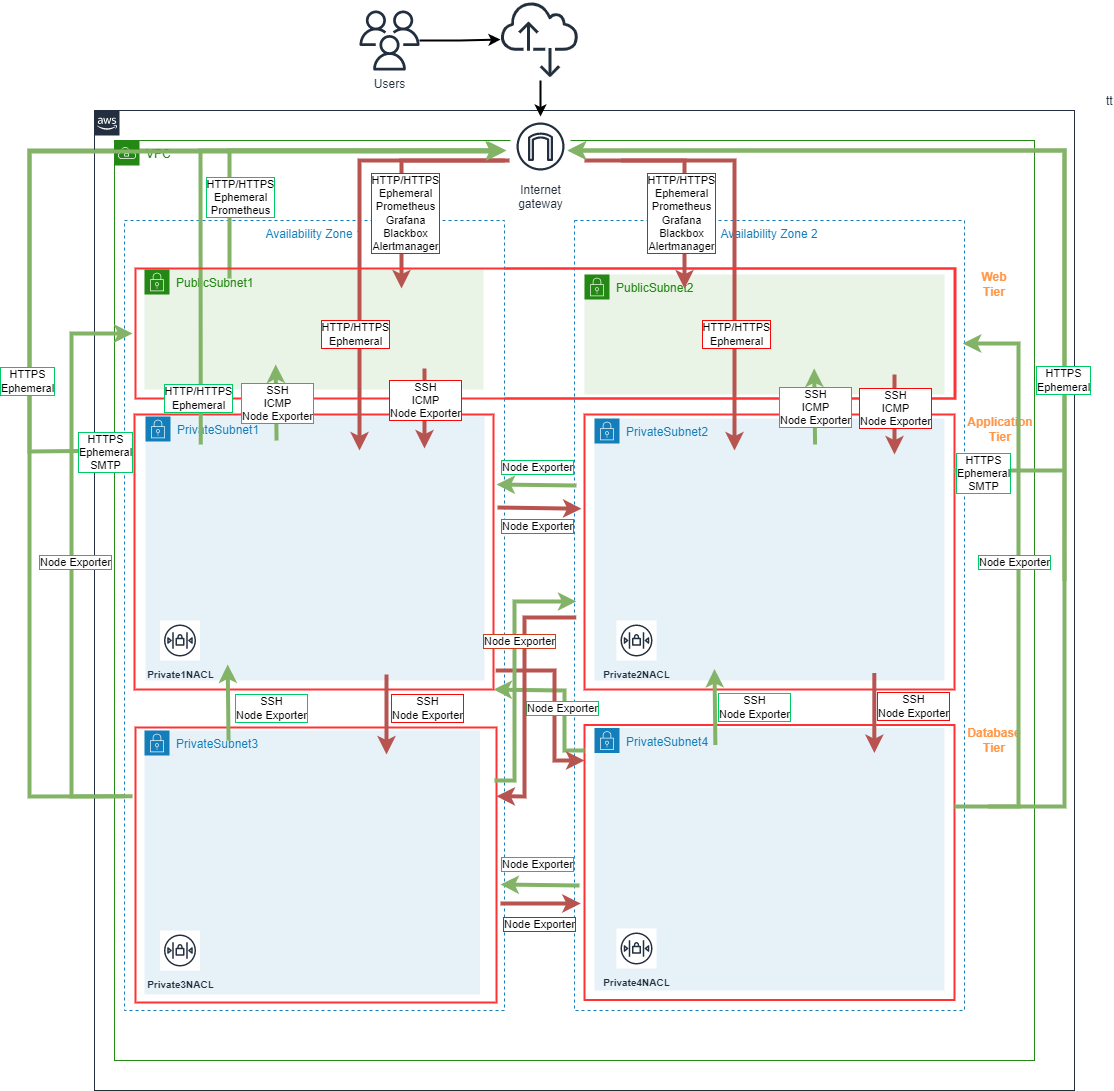 Users
tt
aws
VPC
Internet
gateway
HTTP/HTTPS
Ephemeral
Prometheus
HTTP/HTTPS
Ephemeral
Prometheus
Grafana
Blackbox
Alertmanager
HTTP/HTTPS
Ephemeral
Prometheus
Grafana
Blackbox
Alertmanager
Availability Zone
Availability Zone 2
PublicSubnet1
PublicSubnet2
Web
Tier
HTTP/HTTPS
Ephemeral
HTTP/HTTPS
Ephemeral
HTTPS
Ephemeral
HTTPS
Ephemeral
HTTP/HTTPS
Ephemeral
SSH
ICMP
Node Exporter
SSH
ICMP
Node Exporter
SSH
ICMP
Node Exporter
SSH
ICMP
Node Exporter
PrivateSubnet1
PrivateSubnet2
Application
Tier
HTTPS
Ephemeral
SMTP
HTTPS
Ephemeral
SMTP
Node Exporter
Node Exporter
Node Exporter
Node Exporter
Node Exporter
Private1NACL
Private2NACL
SSH
Node Exporter
SSH
Node Exporter
Node Exporter
SSH
Node Exporter
SSH
Node Exporter
PrivateSubnet3
PrivateSubnet4
Database
Tier
Node Exporter
Node Exporter
Private3NACL
Private4NACL